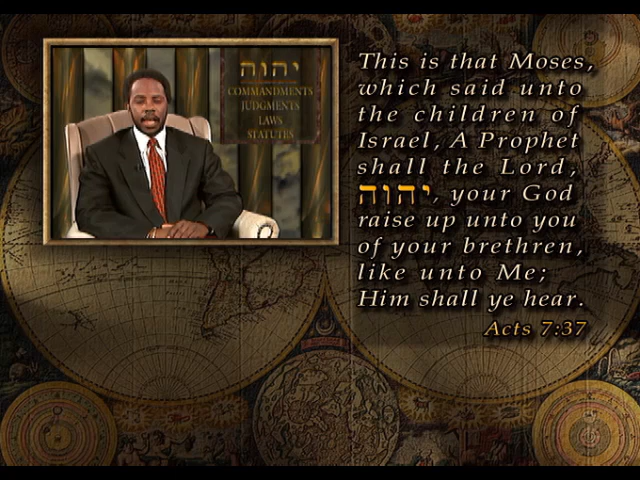 יהוה
COMMANDMENTS
JUDGMENTS
LAWS
STATUTES
This is that Moses,
which said unto
the children of
Israel, A Prophet
shall the Lord,
יהוה, your God
raise up unto you
of your brethren,
like unto Me;
Him shall ye hear.
Acts 7:37